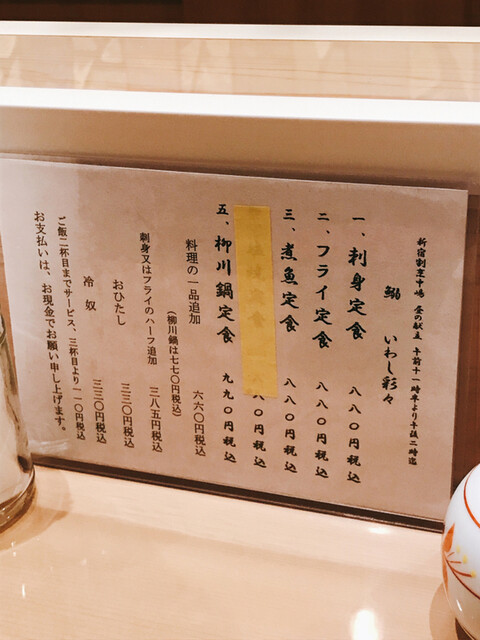 新宿割烹中嶋 昼の献立 午前十一時半より午後二時迄
鰯 いわし彩々
一、刺身定食 八八〇円税込
二、フライ定食 八八〇円税込
三、煮魚定食 八八〇円税込
八〇円税込
五、柳川鍋定食 九九〇円税込
料理の一品追加 六六〇円税込
（柳川鍋は七七〇円税込）
刺身又はフライのハーフ追加 三八五円税込
おひたし 三三〇円税込
冷奴 三三〇円税込
ご飯二杯目までサービス、三杯目より一一〇円税込
お支払いは、お現金でお願い申し上げます。